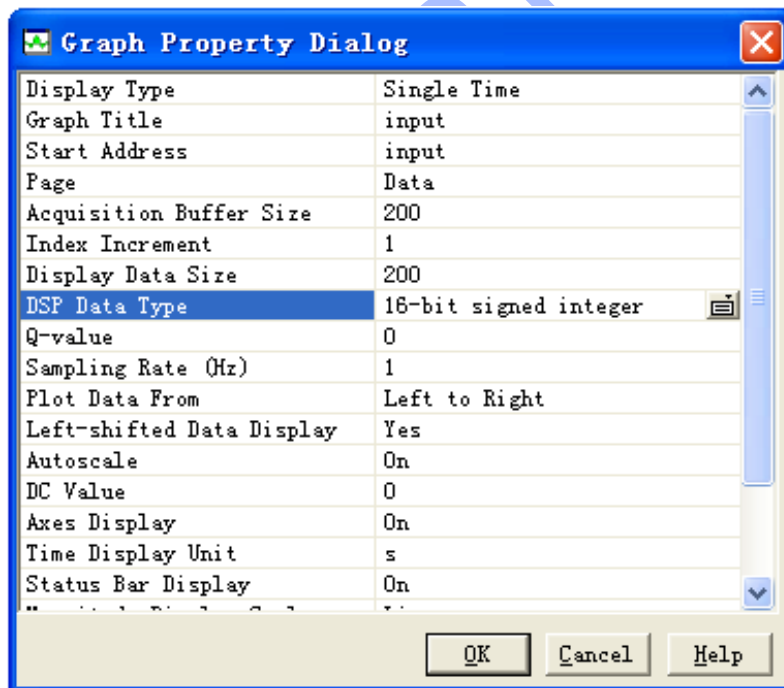 Graph Property Dialog
Display Type Single Time
Graph Title input
Start Address input
Page Data
Acquisition Buffer Size 200
Index Increment 1
Display Data Size 200
DSP Data Type 16-bit signed integer
Q-value 0
Sampling Rate (Hz) 1
Plot Data From Left to Right
Left-shifted Data Display Yes
Autoscale On
DC Value 0
Axes Display On
Time Display Unit s
Status Bar Display On
OK Cancel Help